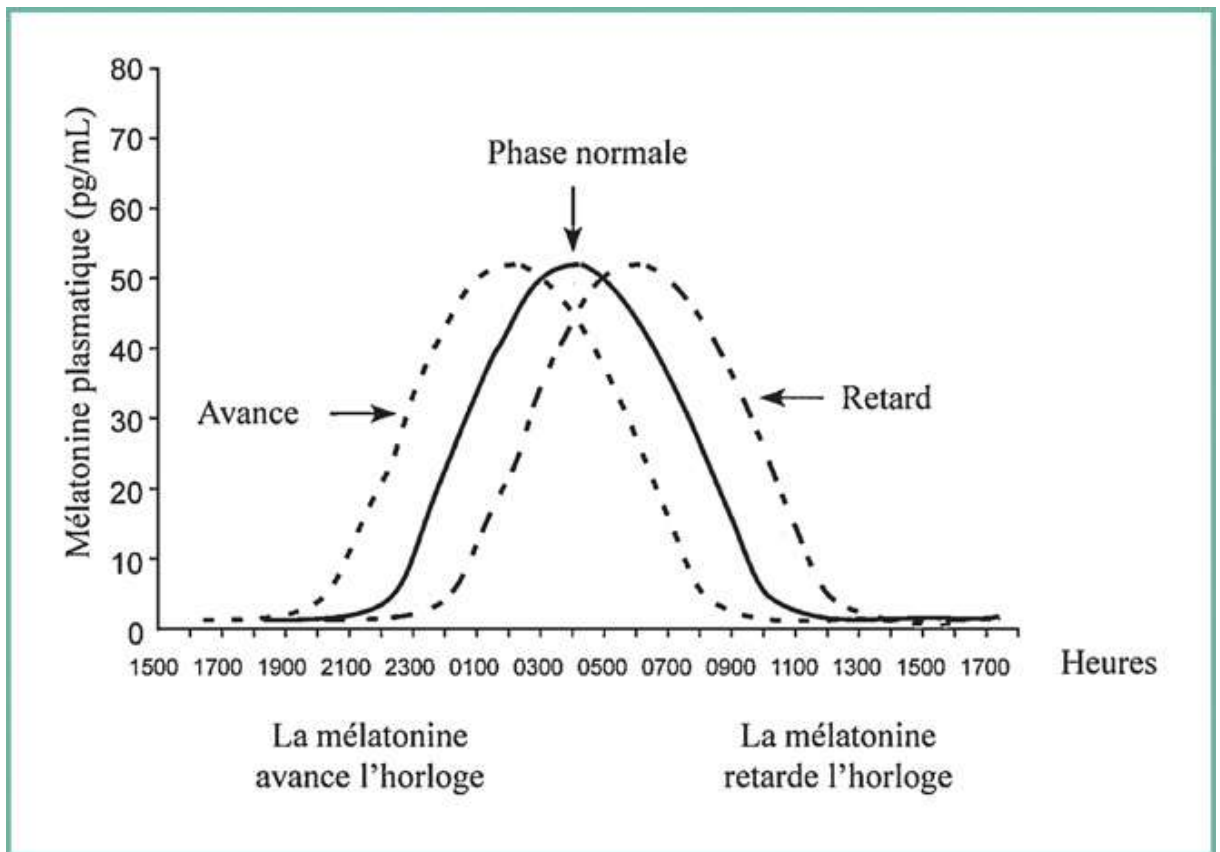 Mélatonine plasmatique (pg/mL)
80
70
60
50
40
30
20
10
0
Phase normale
Avance
Retard
1500 1700 1900 2100 2300 0100 0300 0500 0700 0900 1100 1300 1500 1700
Heures
La mélatonine
avance l'horloge
La mélatonine
retarde l'horloge